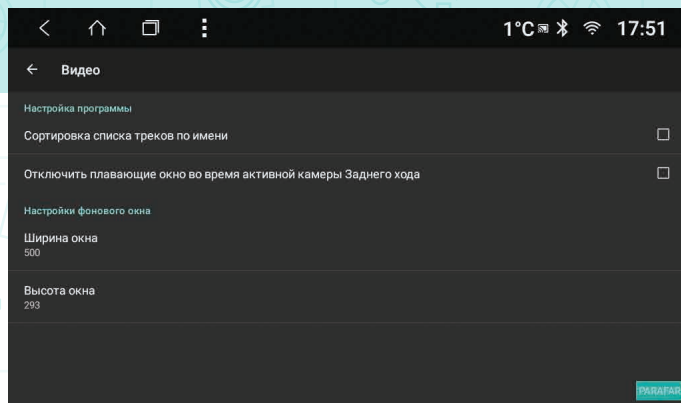 1°C 17:51
Видео
Настройка программы
Сортировка списка треков по имени
Отключить плавающие окно во время активной камеры Заднего хода
Настройки фонового окна
Ширина окна
500
Высота окна
293
PARAFAR